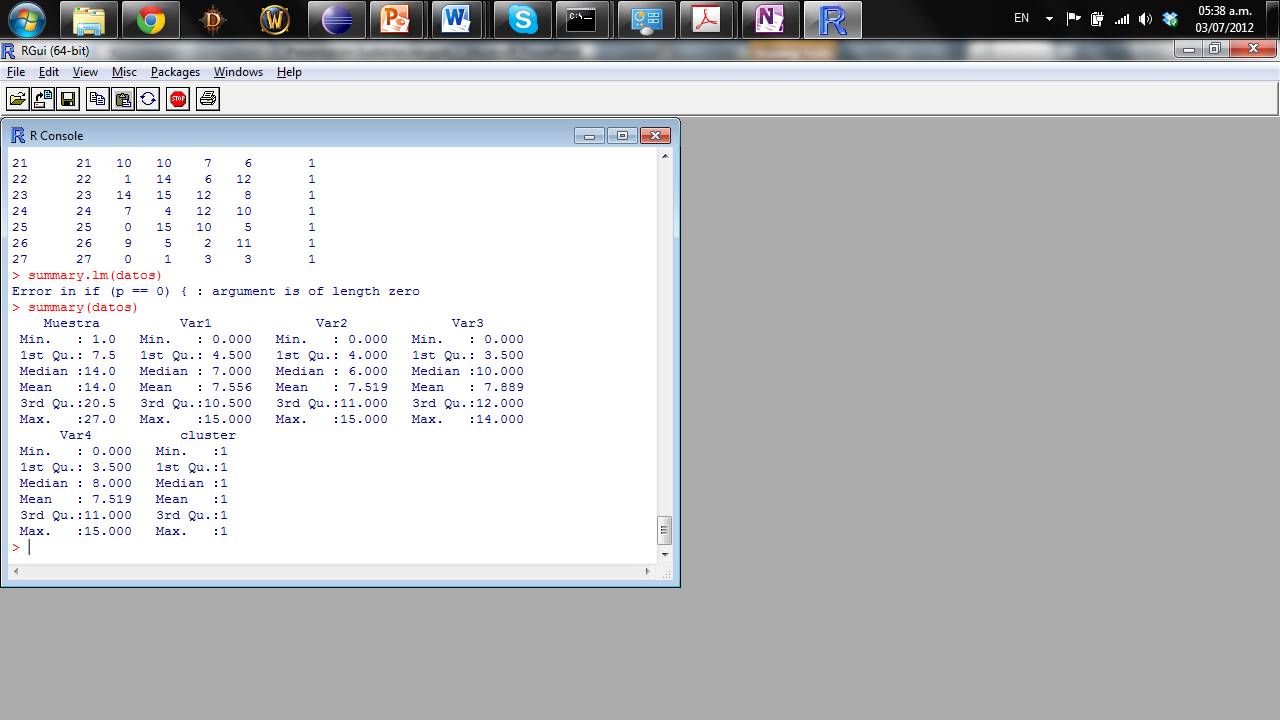 EN
05:38 a.m.
03/07/2012
RGui (64-bit)
File Edit View Misc Packages Windows Help
STOP
R Console
21 21 10 10 7 6 1
22 22 1 14 6 12 1
23 23 14 15 12 8 1
24 24 7 4 12 10 1
25 25 0 15 10 5 1
26 26 9 5 2 11 1
27 27 0 1 3 3 1
> summary.lm(datos)
Error in if (p == 0) { : argument is of length zero
> summary(datos)
Muestra Var1 Var2 Var3
Min. : 1.0 Min. : 0.000 Min. : 0.000 Min. : 0.000
1st Qu.: 7.5 1st Qu.: 4.500 1st Qu.: 4.000 1st Qu.: 3.500
Median :14.0 Median : 7.000 Median : 6.000 Median :10.000
Mean :14.0 Mean : 7.556 Mean : 7.519 Mean : 7.889
3rd Qu.:20.5 3rd Qu.:10.500 3rd Qu.:11.000 3rd Qu.:12.000
Max. :27.0 Max. :15.000 Max. :15.000 Max. :14.000
Var4 cluster
Min. : 0.000 Min. :1
1st Qu.: 3.500 1st Qu.:1
Median : 8.000 Median :1
Mean : 7.519 Mean :1
3rd Qu.:11.000 3rd Qu.:1
Max. :15.000 Max. :1
>